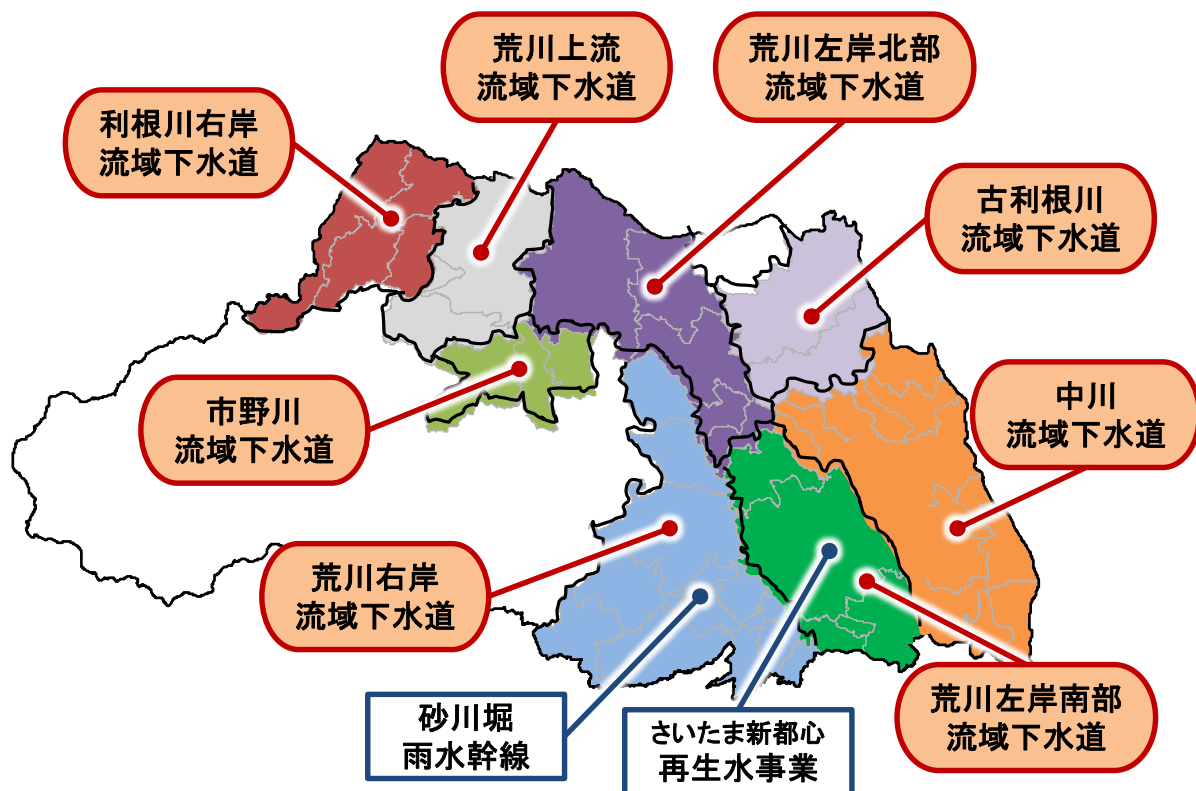 荒川上流
流域下水道
荒川左岸北部
流域下水道
利根川右岸
流域下水道
古利根川
流域下水道
市野川
流域下水道
中川
流域下水道
荒川右岸
流域下水道
荒川左岸南部
流域下水道
砂川堀
雨水幹線
さいたま新都心
再生水事業